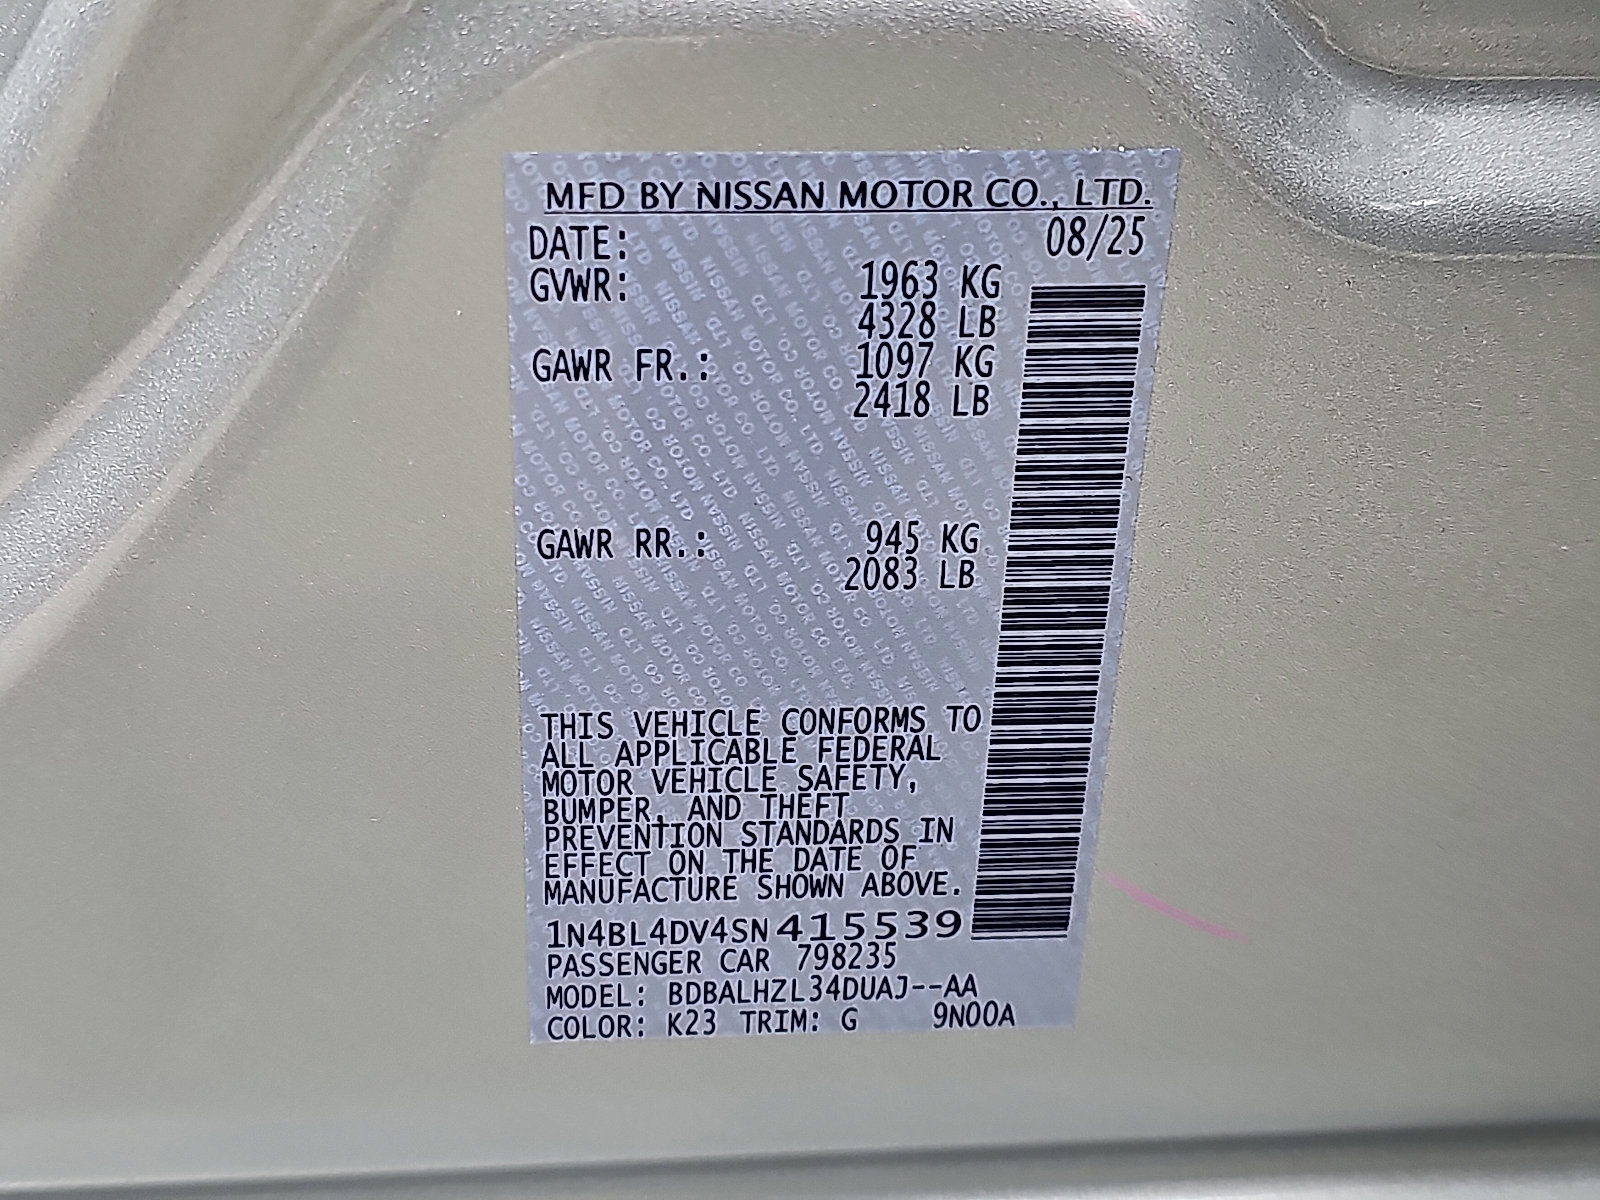 MFD BY NISSAN MOTOR CO., LTD.
DATE: 08/25
GVWR: 1963 KG
4328 LB
GAWR FR.: 1097 KG
2418 LB
GAWR RR.: 945 KG
2083 LB
THIS VEHICLE CONFORMS TO
ALL APPLICABLE FEDERAL
MOTOR VEHICLE SAFETY,
BUMPER, AND THEFT
PREVENTION STANDARDS IN
EFFECT ON THE DATE OF
MANUFACTURE SHOWN ABOVE.
1N4BL4DV4SN415539
PASSENGER CAR 798235
MODEL: BDBALHZL34DUAJ--AA
COLOR: K23 TRIM: G 9N00A